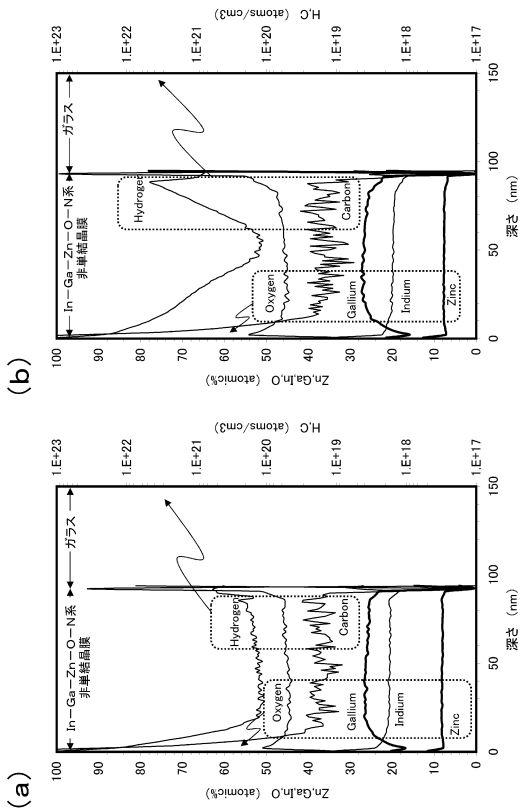 (a)
In−Ga−Zn−O−N系
非単結晶膜
ガラス
Zn,Ga,In,O (atomic%)
100
90
80
70
60
50
40
30
20
10
0
H,C (atoms/cm3)
1.E+23
1.E+22
1.E+21
1.E+20
1.E+19
1.E+18
1.E+17
Hydrogen
Oxygen
Carbon
Gallium
Indium
Zinc
0
50
100
150
深さ (nm)
(b)
In−Ga−Zn−O−N系
非単結晶膜
ガラス
Zn,Ga,In,O (atomic%)
100
90
80
70
60
50
40
30
20
10
0
H,C (atoms/cm3)
1.E+23
1.E+22
1.E+21
1.E+20
1.E+19
1.E+18
1.E+17
Hydrogen
Oxygen
Carbon
Gallium
Indium
Zinc
0
50
100
150
深さ (nm)